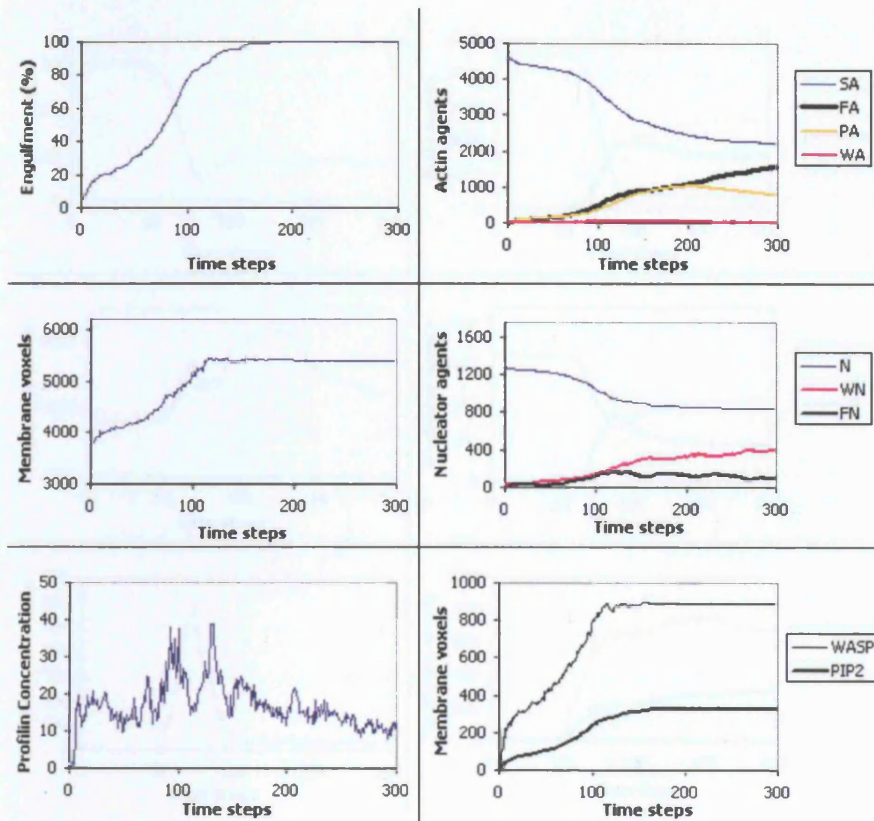 Engulfment (%)
100
80
60
40
20
0
0 100 200 300
Time steps
Actin agents
5000
4000
3000
2000
1000
0
0 100 200 300
Time steps
SA
FA
PA
WA
Membrane voxels
6000
5000
4000
3000
0 100 200 300
Time steps
Nucleator agents
1600
1200
800
400
0
0 100 200 300
Time steps
N
WN
FN
Profilin Concentration
50
40
30
20
10
0
0 100 200 300
Time steps
Membrane voxels
1000
800
600
400
200
0
0 100 200 300
Time steps
WASP
PIP2